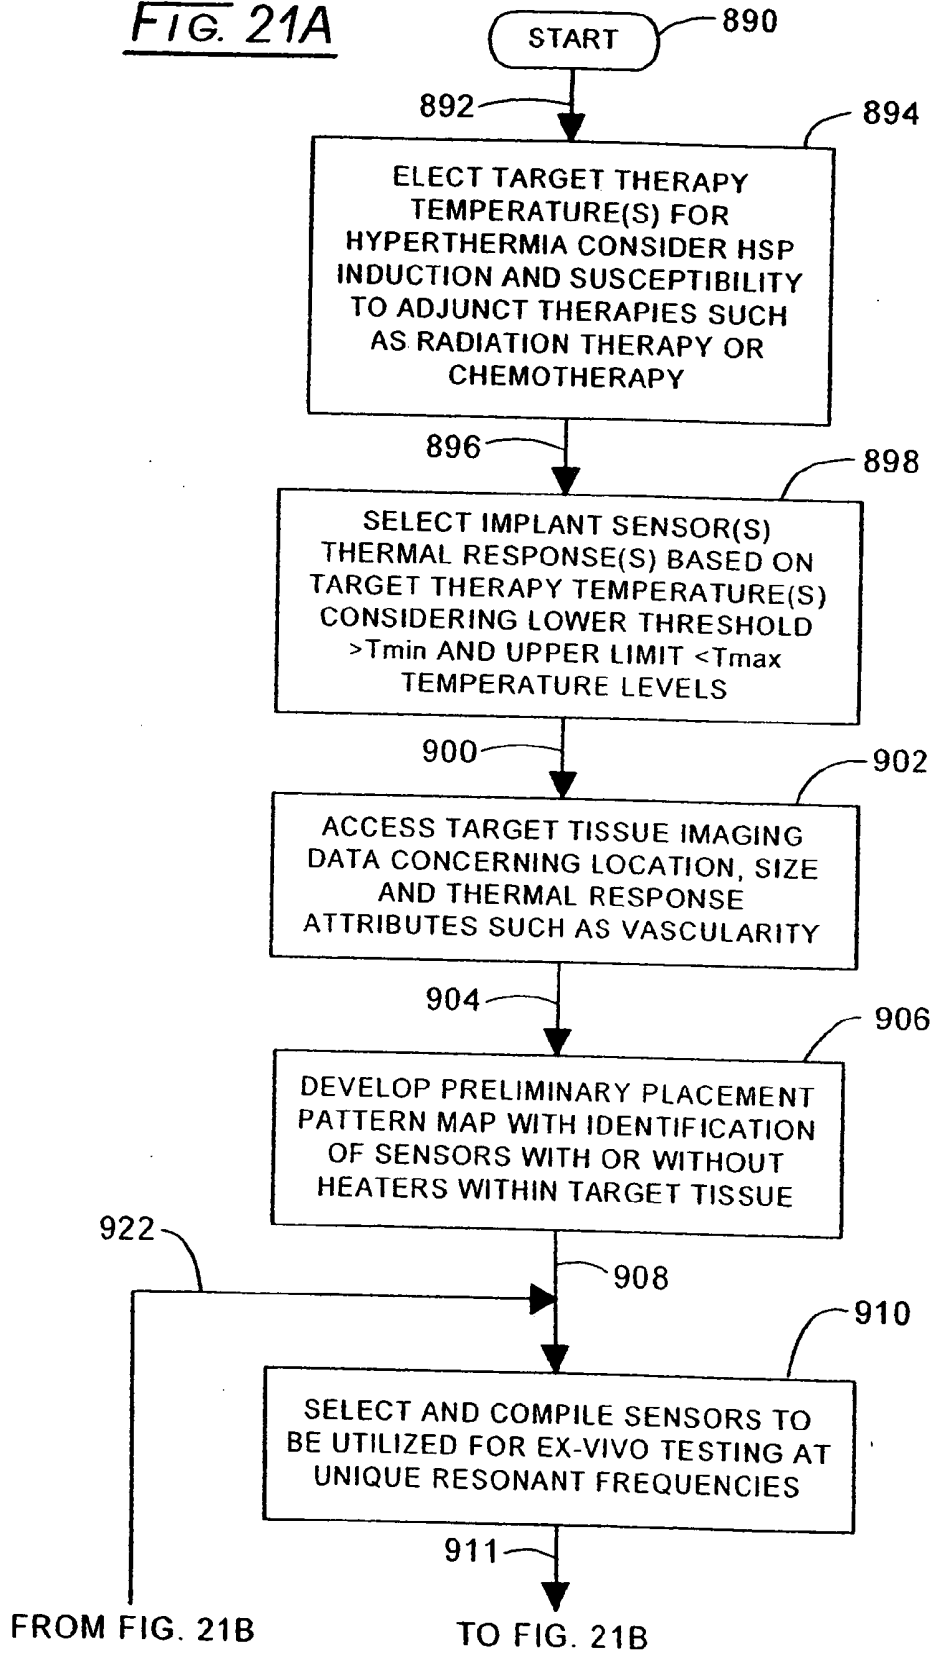 FIG. 21A
START
890
892
894
ELECT TARGET THERAPY
TEMPERATURE(S) FOR
HYPERTHERMIA CONSIDER HSP
INDUCTION AND SUSCEPTIBILITY
TO ADJUNCT THERAPIES SUCH
AS RADIATION THERAPY OR
CHEMOTHERAPY
896
898
SELECT IMPLANT SENSOR(S)
THERMAL RESPONSE(S) BASED ON
TARGET THERAPY TEMPERATURE(S)
CONSIDERING LOWER THRESHOLD
>Tmin AND UPPER LIMIT <Tmax
TEMPERATURE LEVELS
900
902
ACCESS TARGET TISSUE IMAGING
DATA CONCERNING LOCATION, SIZE
AND THERMAL RESPONSE
ATTRIBUTES SUCH AS VASCULARITY
904
906
DEVELOP PRELIMINARY PLACEMENT
PATTERN MAP WITH IDENTIFICATION
OF SENSORS WITH OR WITHOUT
HEATERS WITHIN TARGET TISSUE
922
908
910
SELECT AND COMPILE SENSORS TO
BE UTILIZED FOR EX-VIVO TESTING AT
UNIQUE RESONANT FREQUENCIES
911
FROM FIG. 21B
TO FIG. 21B